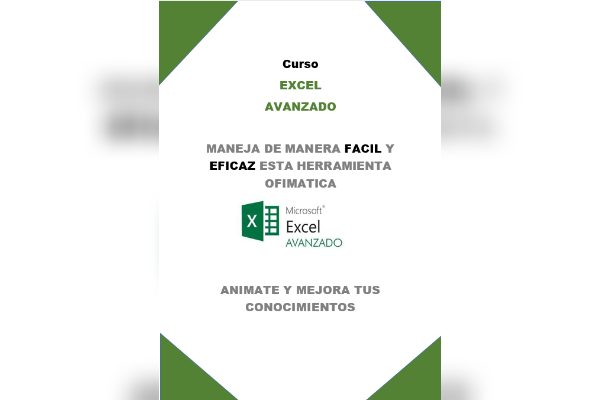 Curso
EXCEL
AVANZADO
MANEJA DE MANERA FACIL Y
EFICAZ ESTA HERRAMIENTA
OFIMATICA
X
Microsoft®
Excel
AVANZADO
ANIMATE Y MEJORA TUS
CONOCIMIENTOS